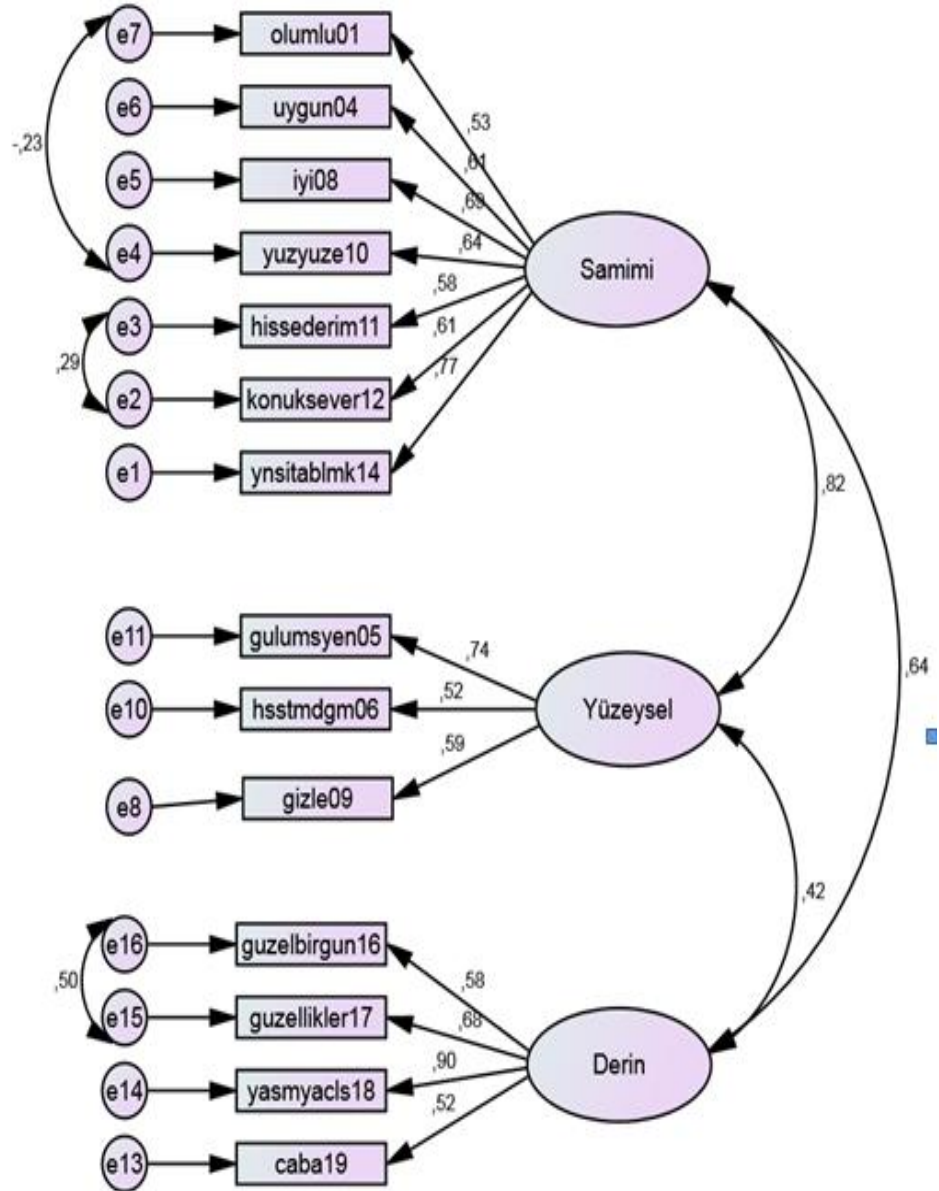 e7
olumlu01
,53
e6
uygun04
,61
-,23
e5
iyi08
,69
e4
yuzyuze10
,64
Samimi
e3
hissederim11
,58
,29
e2
konuksever12
,61
e1
ynsitablmk14
,77
,82
e11
gulumsyen05
,74
,64
e10
hsstmdgm06
,52
Yüzeysel
e8
gizle09
,59
,42
e16
guzelbirgun16
,58
,50
e15
guzellikler17
,68
Derin
e14
yasmyacls18
,90
e13
caba19
,52